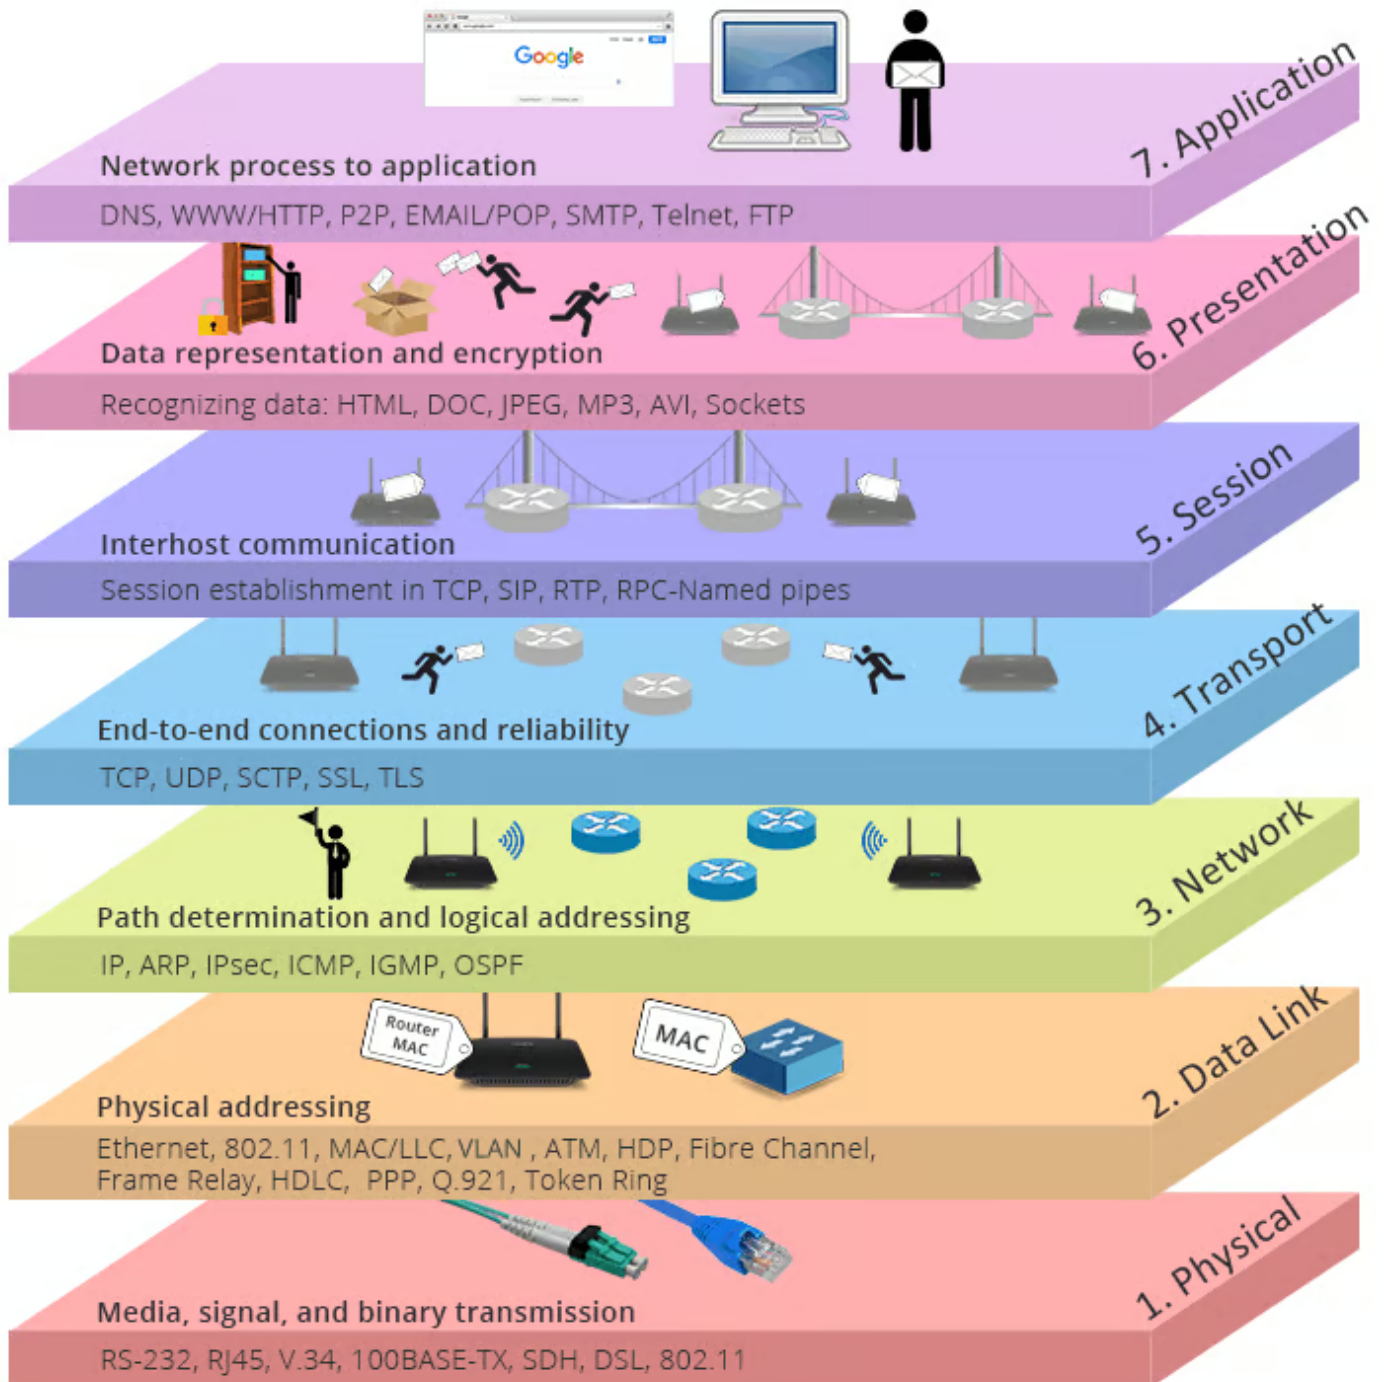 Google
7. Application
Network process to application
DNS, WWW/HTTP, P2P, EMAIL/POP, SMTP, Telnet, FTP
6. Presentation
Data representation and encryption
Recognizing data: HTML, DOC, JPEG, MP3, AVI, Sockets
5. Session
Interhost communication
Session establishment in TCP, SIP, RTP, RPC-Named pipes
4. Transport
End-to-end connections and reliability
TCP, UDP, SCTP, SSL, TLS
3. Network
Path determination and logical addressing
IP, ARP, IPsec, ICMP, IGMP, OSPF
2. Data Link
Router
MAC
MAC
Physical addressing
Ethernet, 802.11, MAC/LLC, VLAN , ATM, HDP, Fibre Channel,
Frame Relay, HDLC, PPP, Q.921, Token Ring
1. Physical
Media, signal, and binary transmission
RS-232, RJ45, V.34, 100BASE-TX, SDH, DSL, 802.11